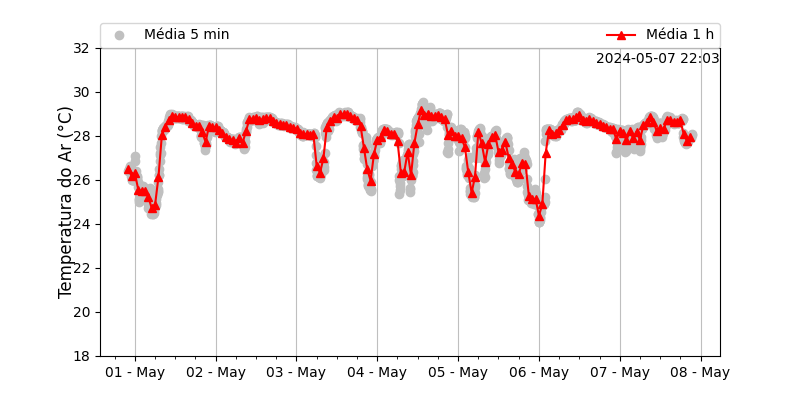 Média 5 min
Média 1 h
2024-05-07 22:03
Temperatura do Ar (°C)
32
30
28
26
24
22
20
18
01 - May
02 - May
03 - May
04 - May
05 - May
06 - May
07 - May
08 - May